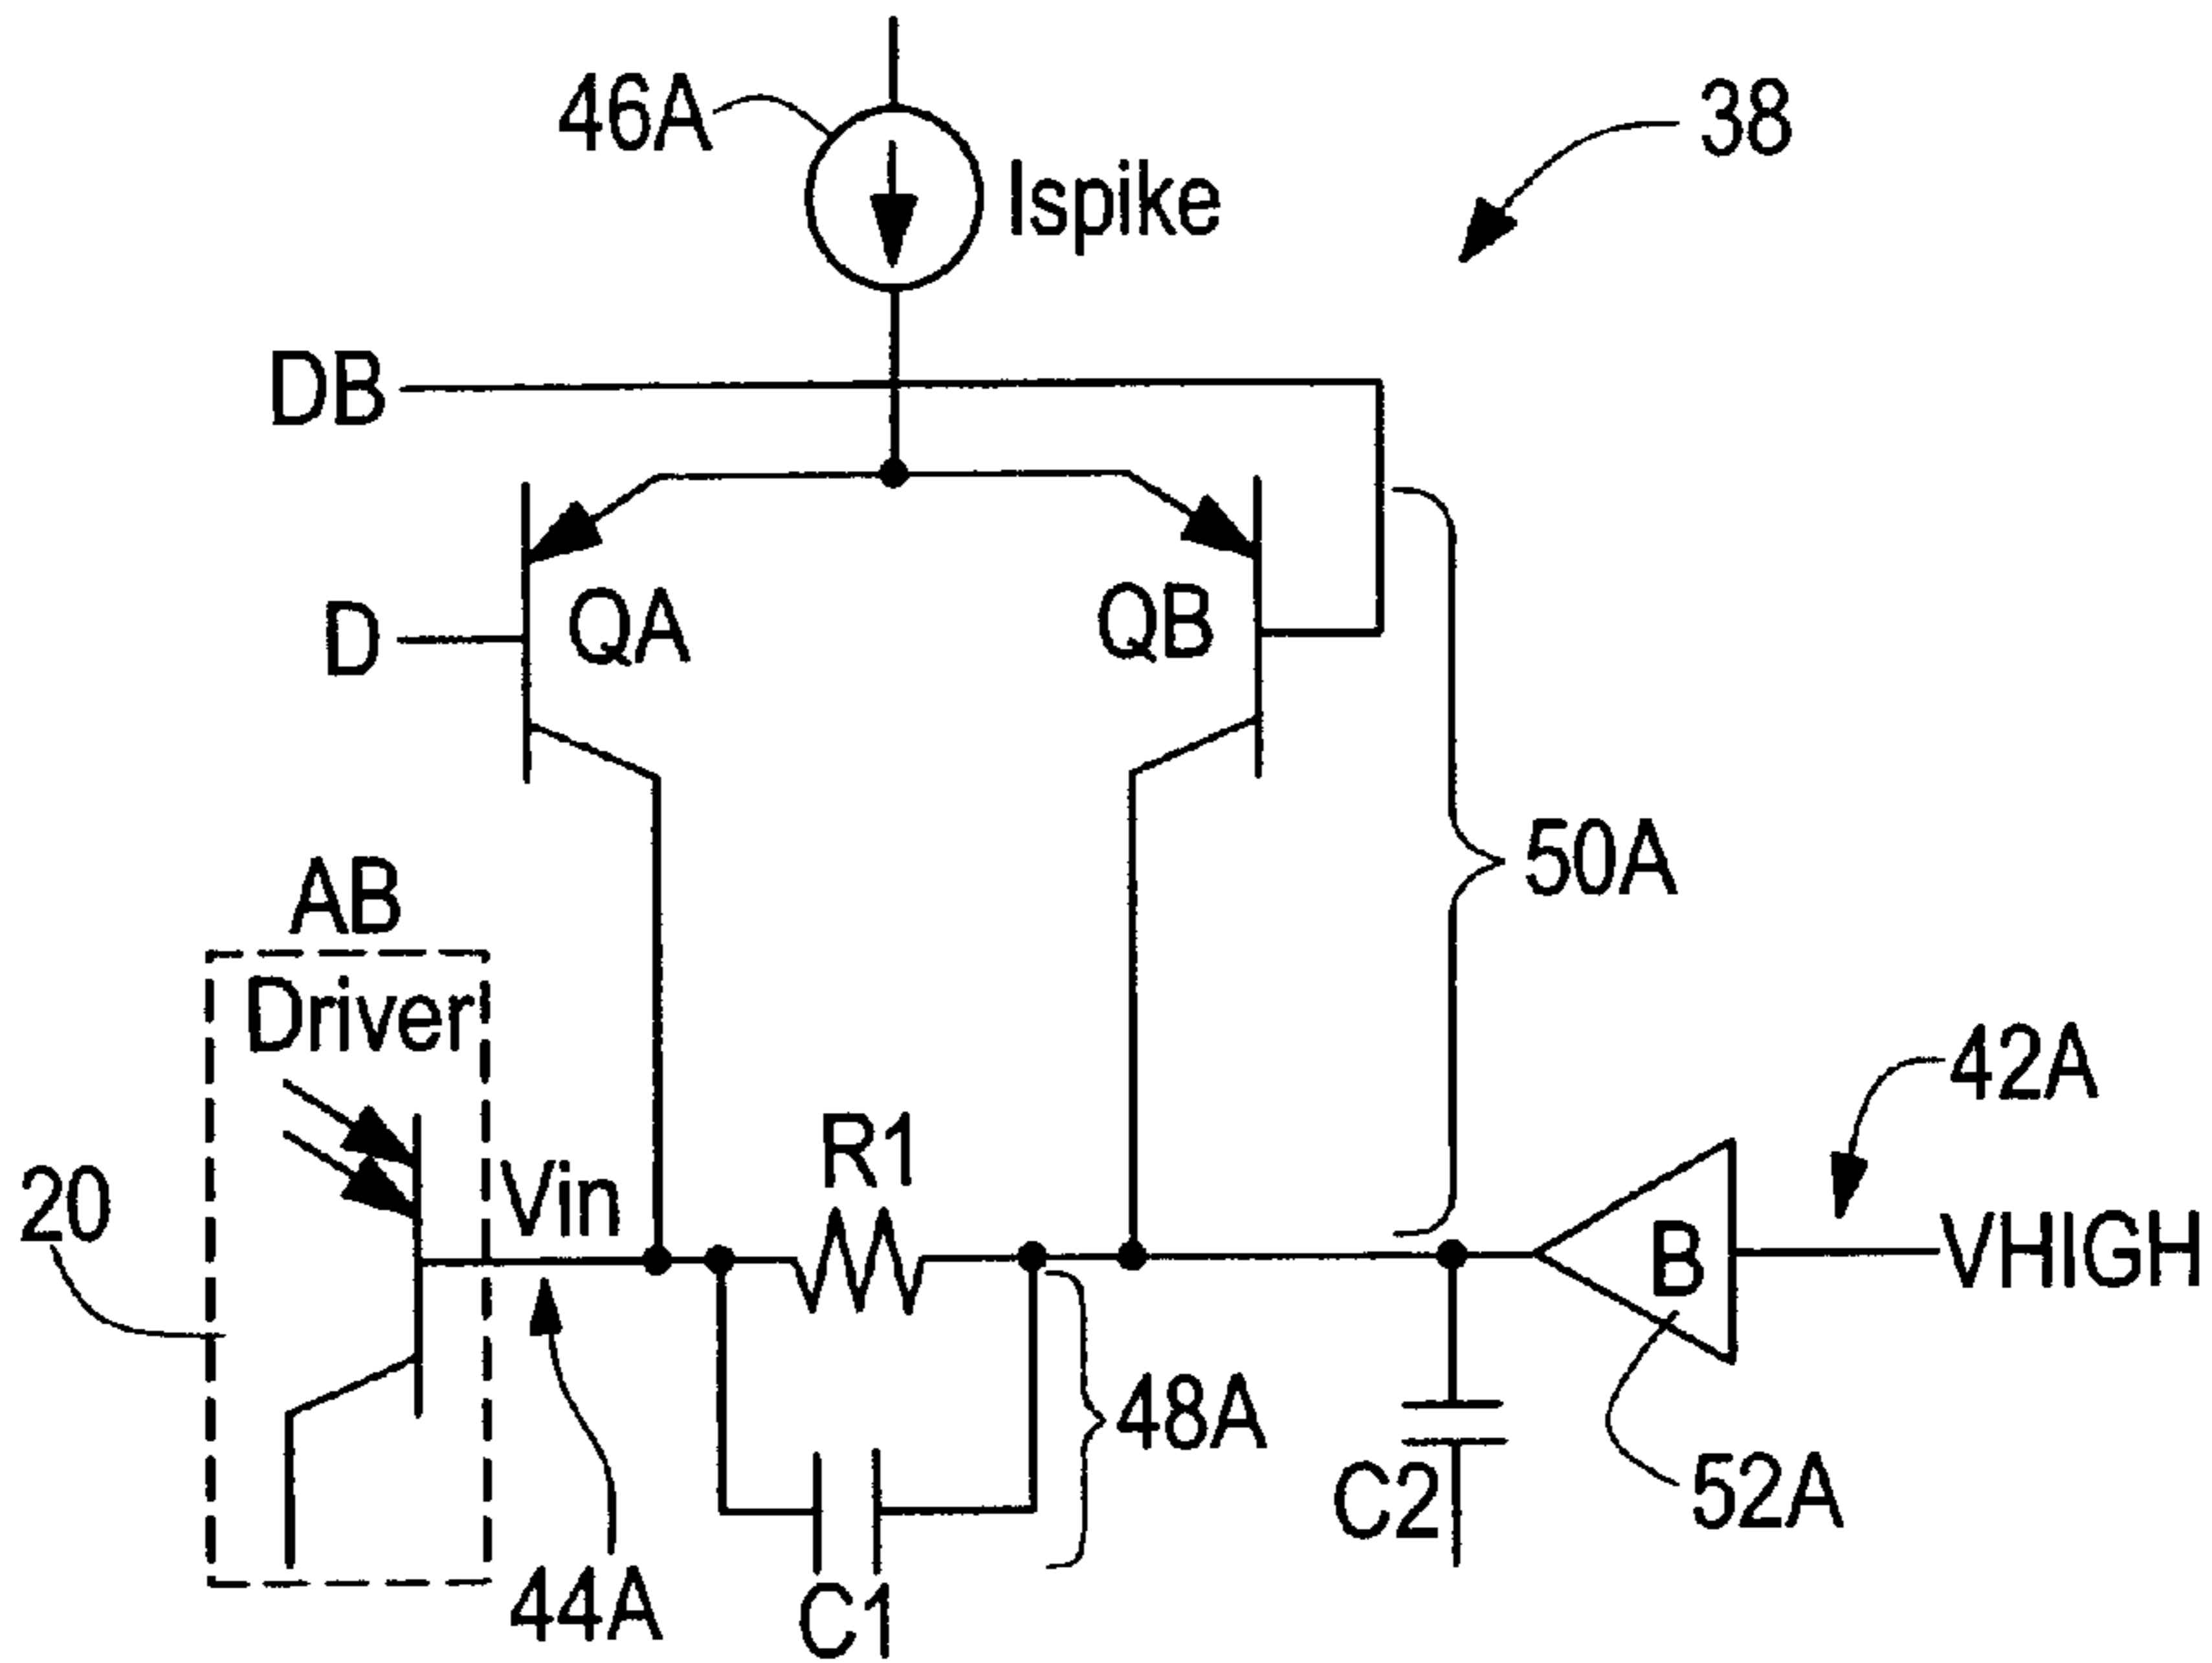 46A
Ispike
38
DB
D
QA
QB
50A
AB
Driver
20
Vin
R1
42A
VHIGH
B
48A
C2
52A
44A
C1